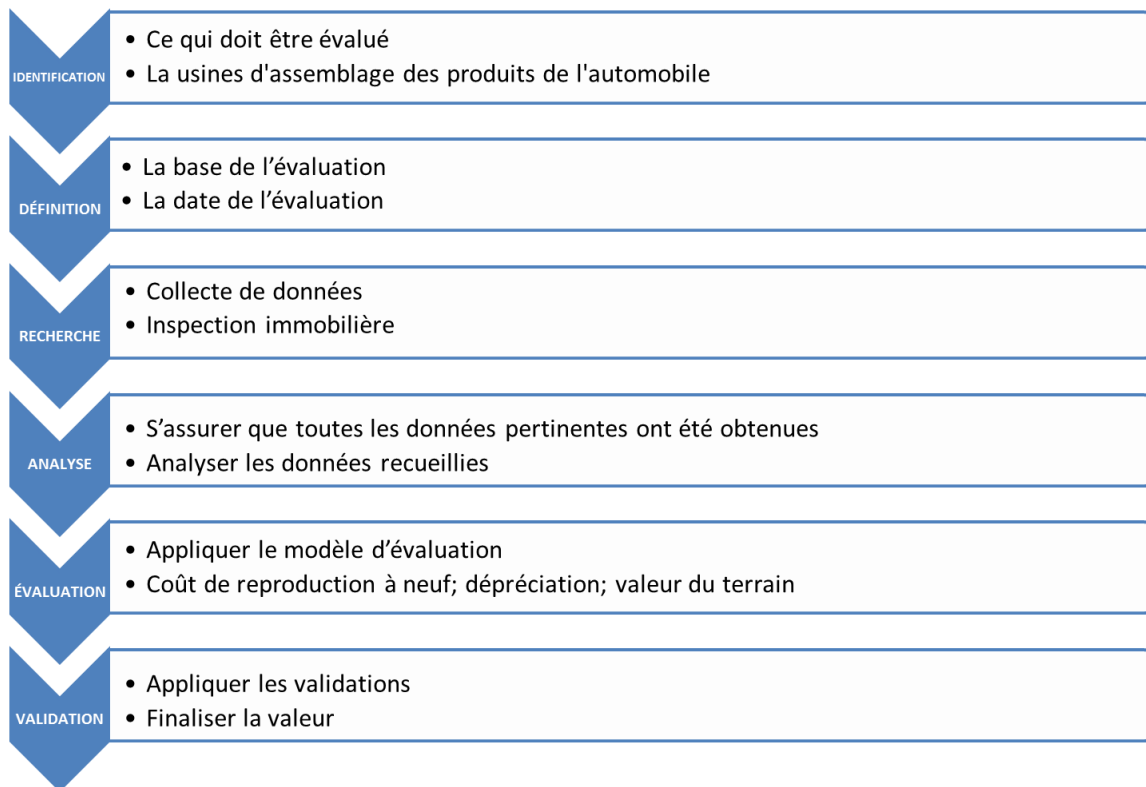 IDENTIFICATION
• Ce qui doit être évalué
• La usines d'assemblage des produits de l'automobile
DÉFINITION
• La base de l’évaluation
• La date de l’évaluation
RECHERCHE
• Collecte de données
• Inspection immobilière
ANALYSE
• S’assurer que toutes les données pertinentes ont été obtenues
• Analyser les données recueillies
ÉVALUATION
• Appliquer le modèle d’évaluation
• Coût de reproduction à neuf; dépréciation; valeur du terrain
VALIDATION
• Appliquer les validations
• Finaliser la valeur